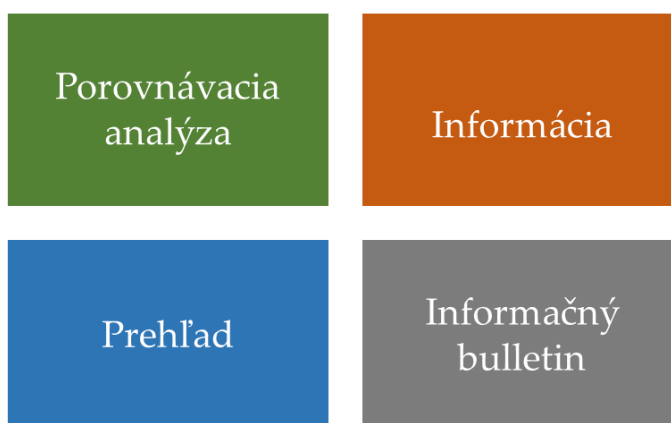 Porovnávacia
analýza
Informácia
Prehľad
Informačný
bulletin